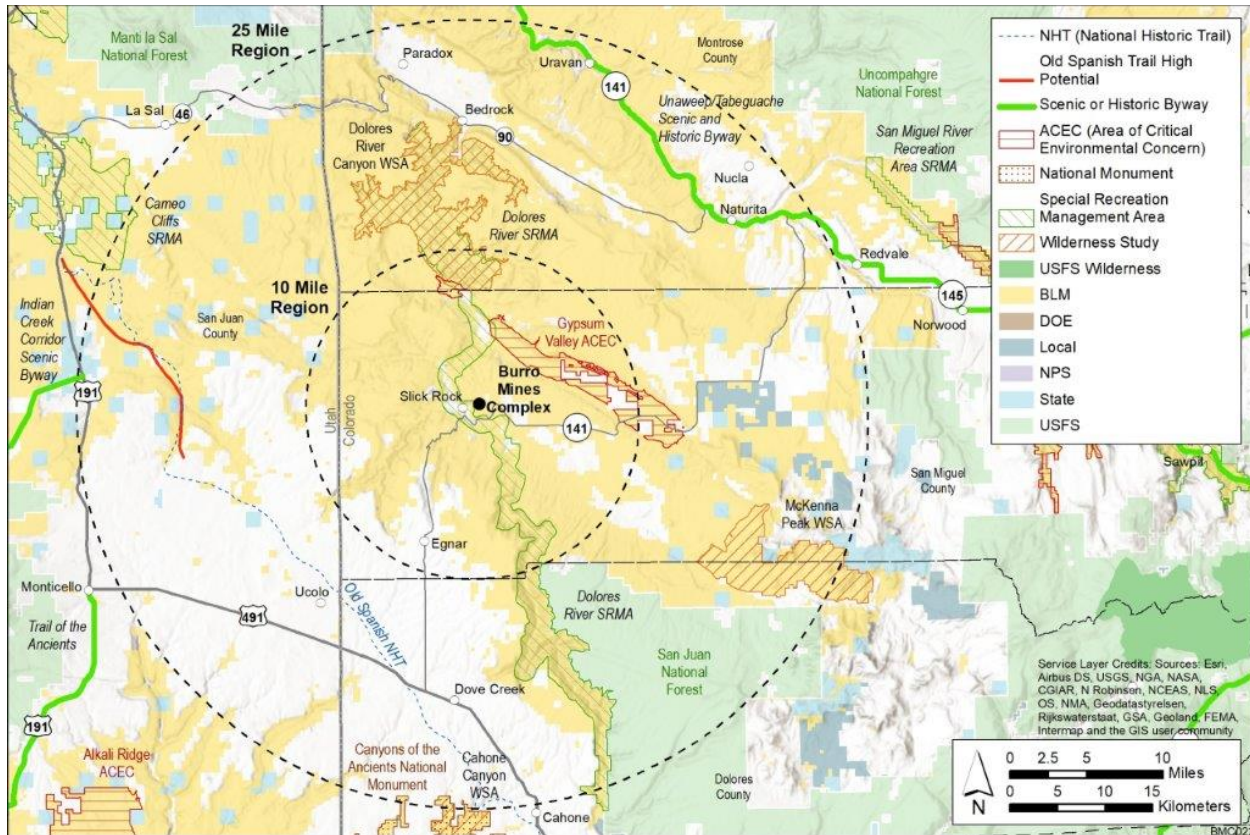 25 Mile
Region
Manti la Sal
National Forest
Paradox
La Sal
46
Bedrock
90
Dolores
River
Canyon WSA
Uravan
141
Montrose
County
Unaweep/Tabeguache
Scenic and
Historic Byway
Uncompahgre
National Forest
San Miguel River
Recreation
Area SRMA
Nucla
Naturita
Redvale
145
Norwood
Cameo
Cliffs
SRMA
Dolores
River SRMA
10 Mile
Region
Indian
Creek
Corridor
Scenic
Byway
San Juan
County
191
Utah
Colorado
Gypsum
Valley ACEC
Burro
Mines
Complex
Slick Rock
141
San Miguel
County
Sawpit
McKenna
Peak WSA
Egnar
Monticello
Ucolo
491
Trail of the
Ancients
Old Spanish NHT
Dolores
River SRMA
San Juan
National
Forest
Dove Creek
191
Alkali Ridge
ACEC
Canyons of the
Ancients National
Monument
Cahone
Canyon
WSA
Cahone
Dolores
County
NHT (National Historic Trail)
Old Spanish Trail High
Potential
Scenic or Historic Byway
ACEC (Area of Critical
Environmental Concern)
National Monument
Special Recreation
Management Area
Wilderness Study
USFS Wilderness
BLM
DOE
Local
NPS
State
USFS
Service Layer Credits: Sources: Esri,
Airbus DS, USGS, NGA, NASA,
CGIAR, N Robinson, NCEAS, NLS,
OS, NMA, Geodatastyrelsen,
Rijkswaterstaat, GSA, Geoland, FEMA,
Intermap and the GIS user community
N
0 2.5 5 10
Miles
0 5 10 15
Kilometers